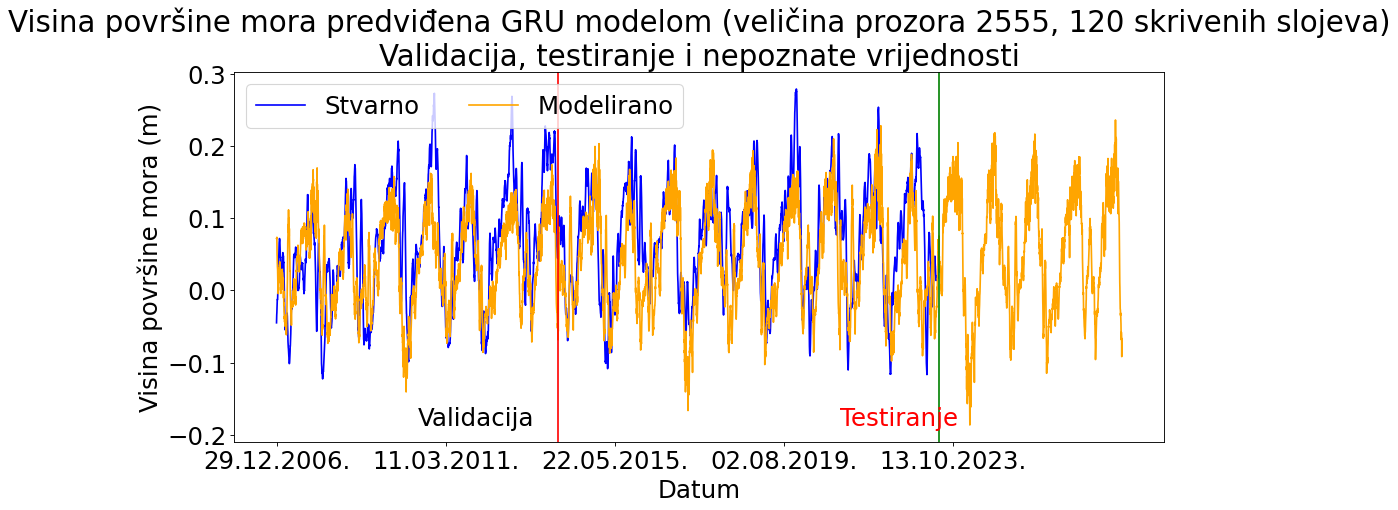 Visina površine mora predviđena GRU modelom (veličina prozora 2555, 120 skrivenih slojeva)
Validacija, testiranje i nepoznate vrijednosti
Stvarno Modelirano
Visina površine mora (m)
0.3
0.2
0.1
0.0
−0.1
−0.2
Validacija Testiranje
29.12.2006. 11.03.2011. 22.05.2015. 02.08.2019. 13.10.2023.
Datum